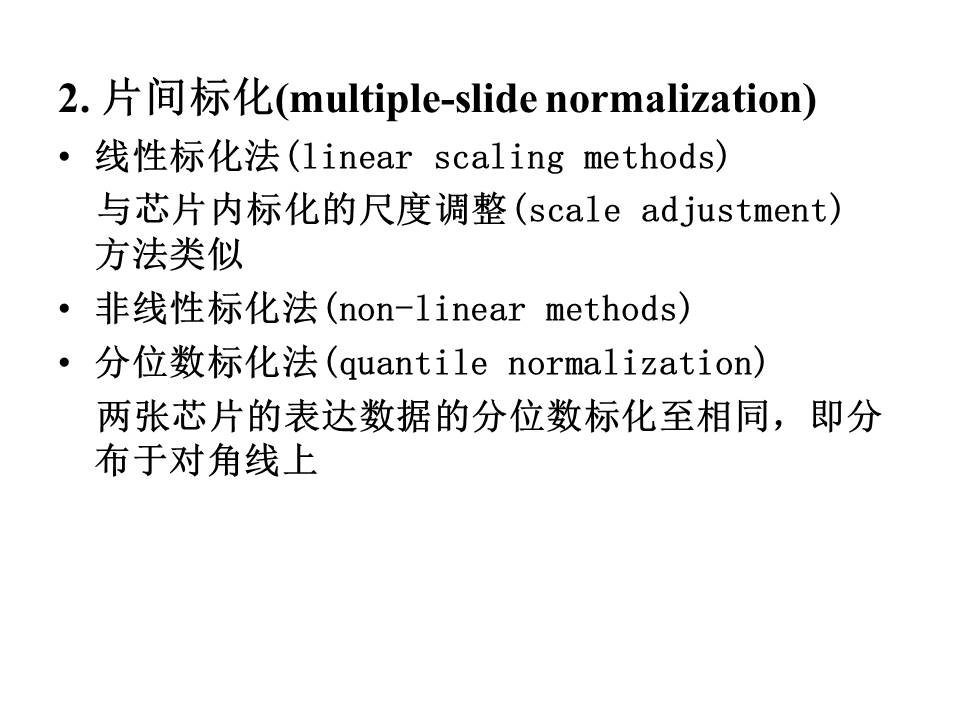 2. 片间标化(multiple-slide normalization)
• 线性标化法(linear scaling methods)
与芯片内标化的尺度调整(scale adjustment)
方法类似
• 非线性标化法(non-linear methods)
• 分位数标化法(quantile normalization)
两张芯片的表达数据的分位数标化至相同，即分
布于对角线上